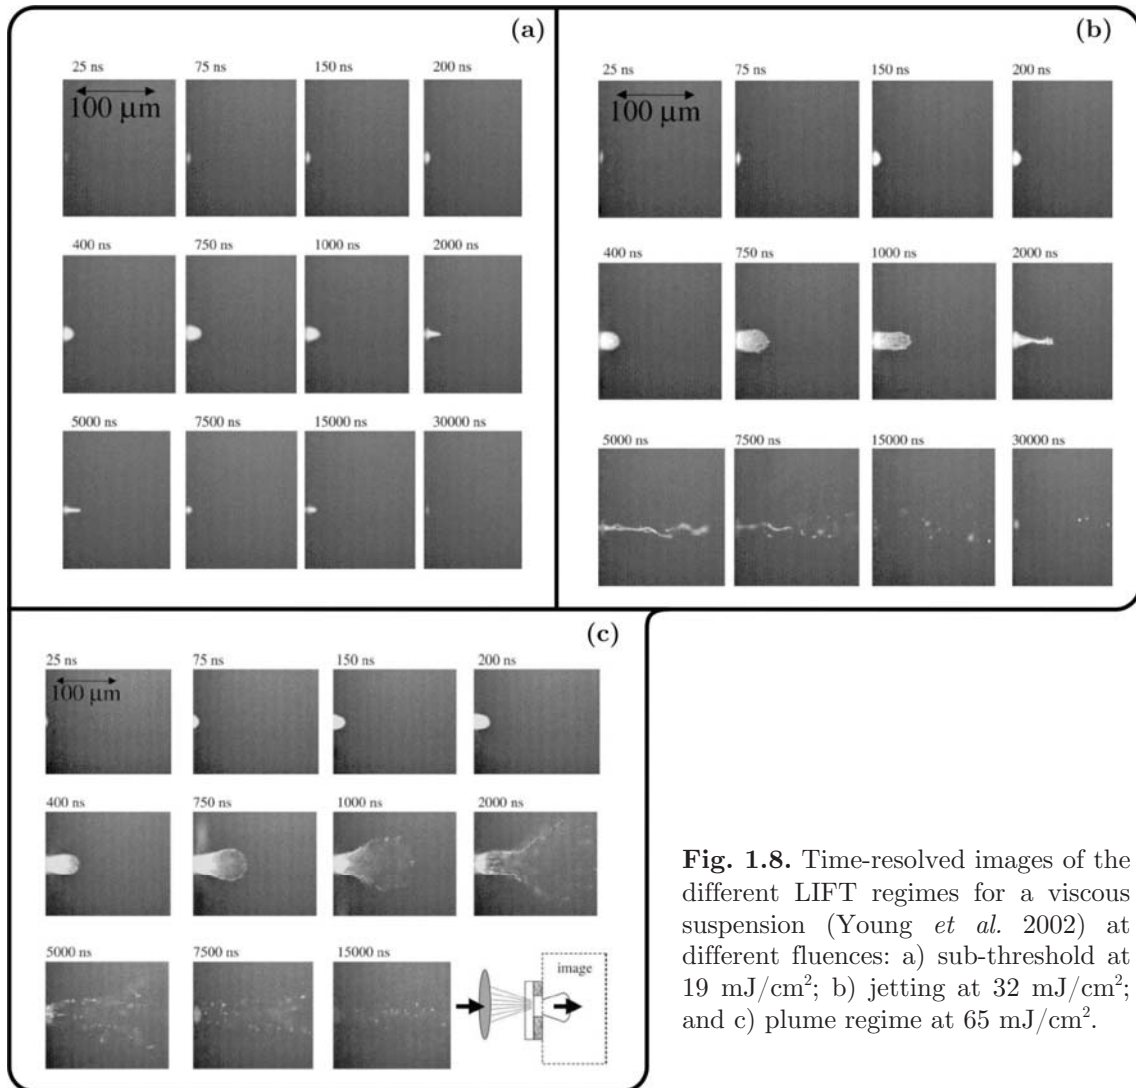 (a)
25 ns 75 ns 150 ns 200 ns
100 µm
400 ns 750 ns 1000 ns 2000 ns
5000 ns 7500 ns 15000 ns 30000 ns
(b)
25 ns 75 ns 150 ns 200 ns
100 µm
400 ns 750 ns 1000 ns 2000 ns
5000 ns 7500 ns 15000 ns 30000 ns
(c)
25 ns 75 ns 150 ns 200 ns
100 µm
400 ns 750 ns 1000 ns 2000 ns
5000 ns 7500 ns 15000 ns
image
Fig. 1.8. Time-resolved images of the
different LIFT regimes for a viscous
suspension (Young et al. 2002) at
different fluences: a) sub-threshold at
19 mJ/cm²; b) jetting at 32 mJ/cm²;
and c) plume regime at 65 mJ/cm².